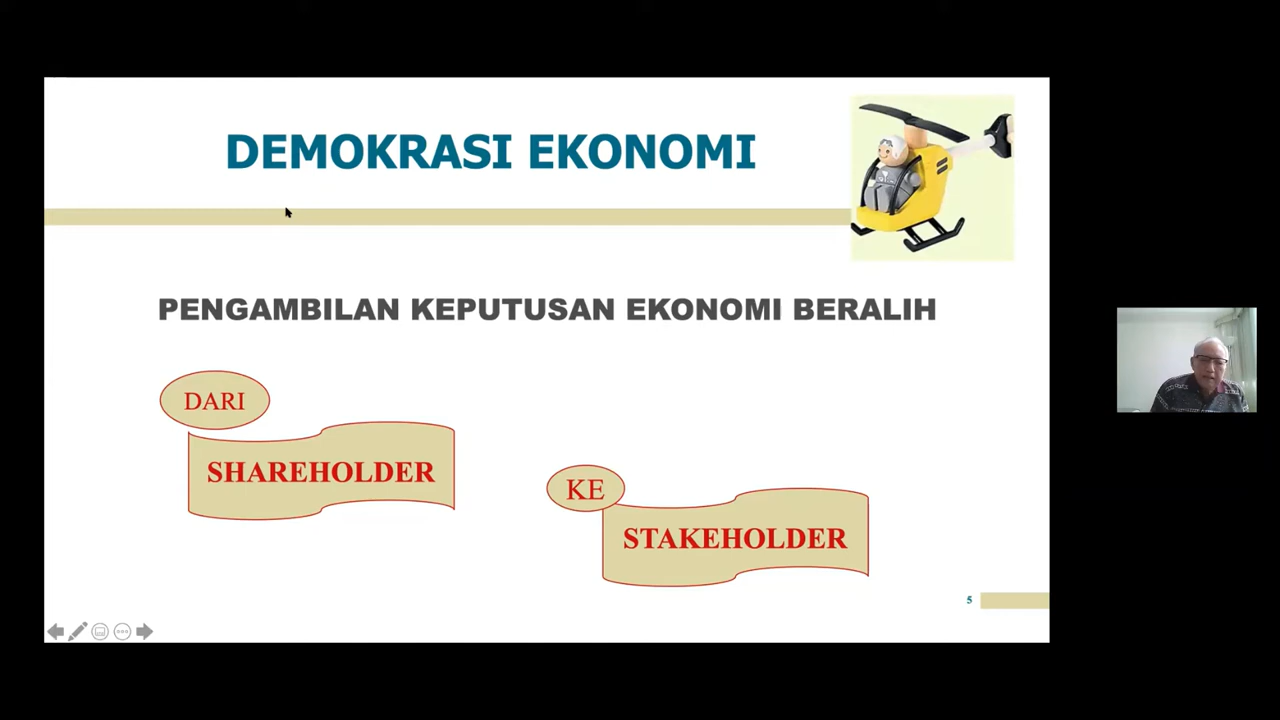 DEMOKRASI EKONOMI
PENGAMBILAN KEPUTUSAN EKONOMI BERALIH
DARI
SHAREHOLDER
KE
STAKEHOLDER
5